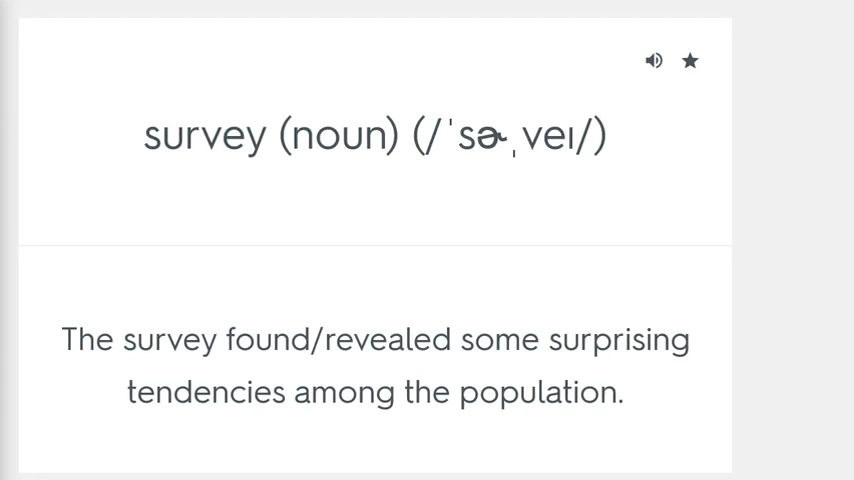 survey (noun) (/ˈsɚˌveɪ/)
The survey found/revealed some surprising
tendencies among the population.